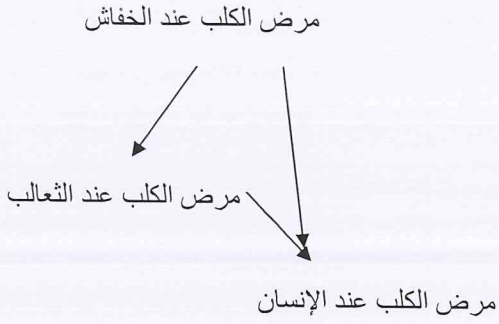 مرض الكلب عند الخفاش
مرض الكلب عند الثعالب
مرض الكلب عند الإنسان